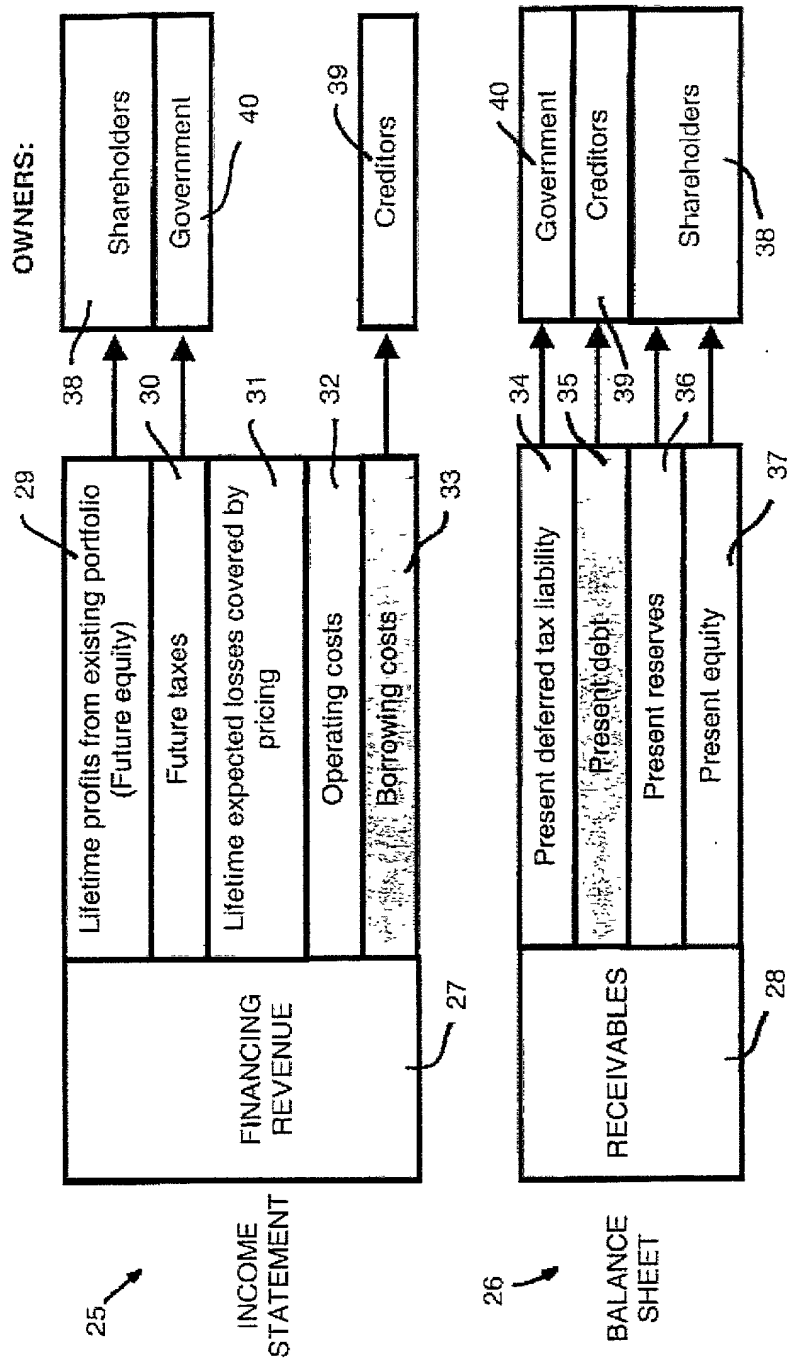 OWNERS:
25
INCOME
STATEMENT
FINANCING
REVENUE
27
29
Lifetime profits from existing portfolio
(Future equity)
Future taxes
30
Lifetime expected losses covered by
pricing
31
Operating costs
32
Borrowing costs
33
38
Shareholders
Government
40
Creditors
39
26
BALANCE
SHEET
RECEIVABLES
28
Present deferred tax liability
34
Present debt
35
Present reserves
36
Present equity
37
Government
40
Creditors
39
Shareholders
38